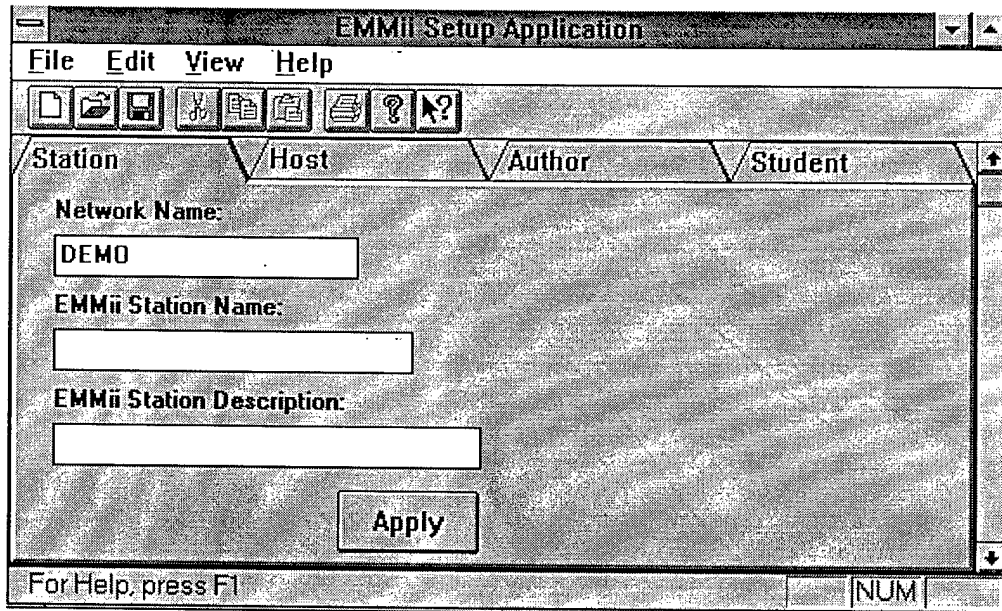 EMMii Setup Application
File Edit View Help
Station Host Author Student
Network Name:
DEMO
EMMii Station Name:
EMMii Station Description:
Apply
For Help, press F1 NUM